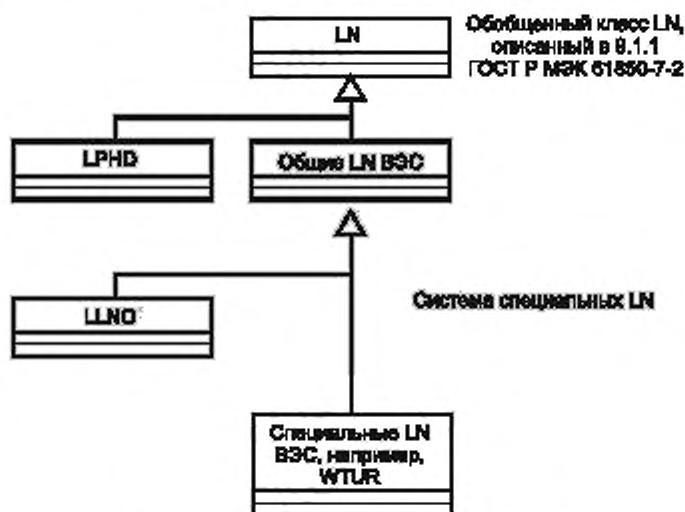 LN
Обобщенный класс LN,
описанный в 9.1.1
ГОСТ Р МЭК 61850-7-2
LPHD
Общие LN ВЭС
LLN0
Система специальных LN
Специальные LN
ВЭС, например,
WTUR